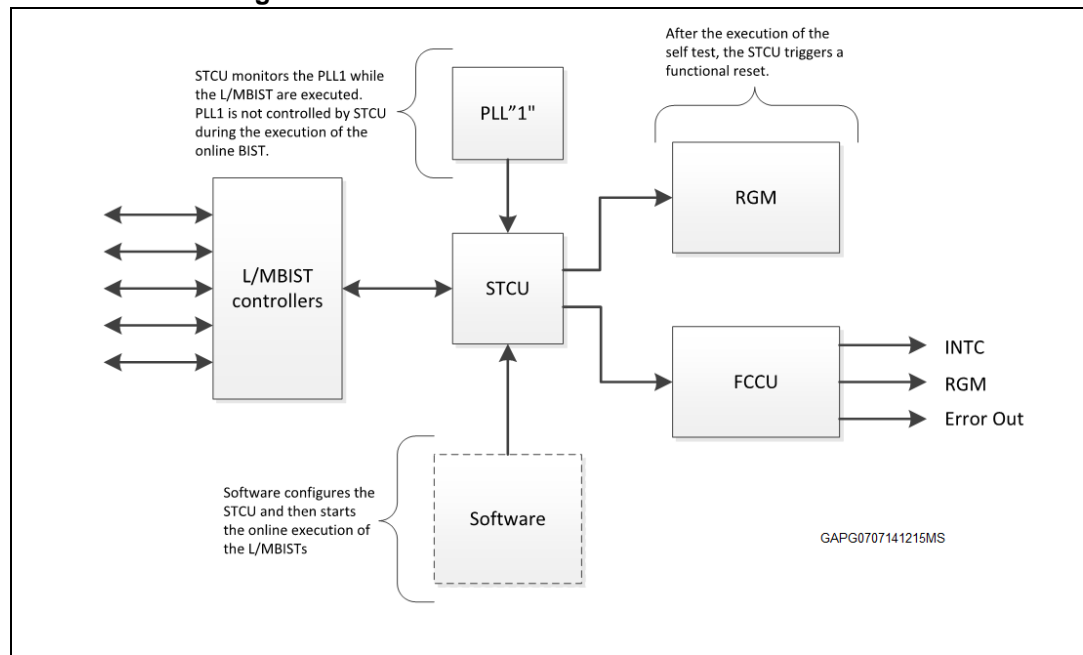 After the execution of the
self test, the STCU triggers a
functional reset.
STCU monitors the PLL1 while
the L/MBIST are executed.
PLL1 is not controlled by STCU
during the execution of the
online BIST.
PLL”1"
RGM
L/MBIST
controllers
STCU
FCCU
INTC
RGM
Error Out
Software configures the
STCU and then starts
the online execution of
the L/MBISTs
Software
GAPG0707141215MS